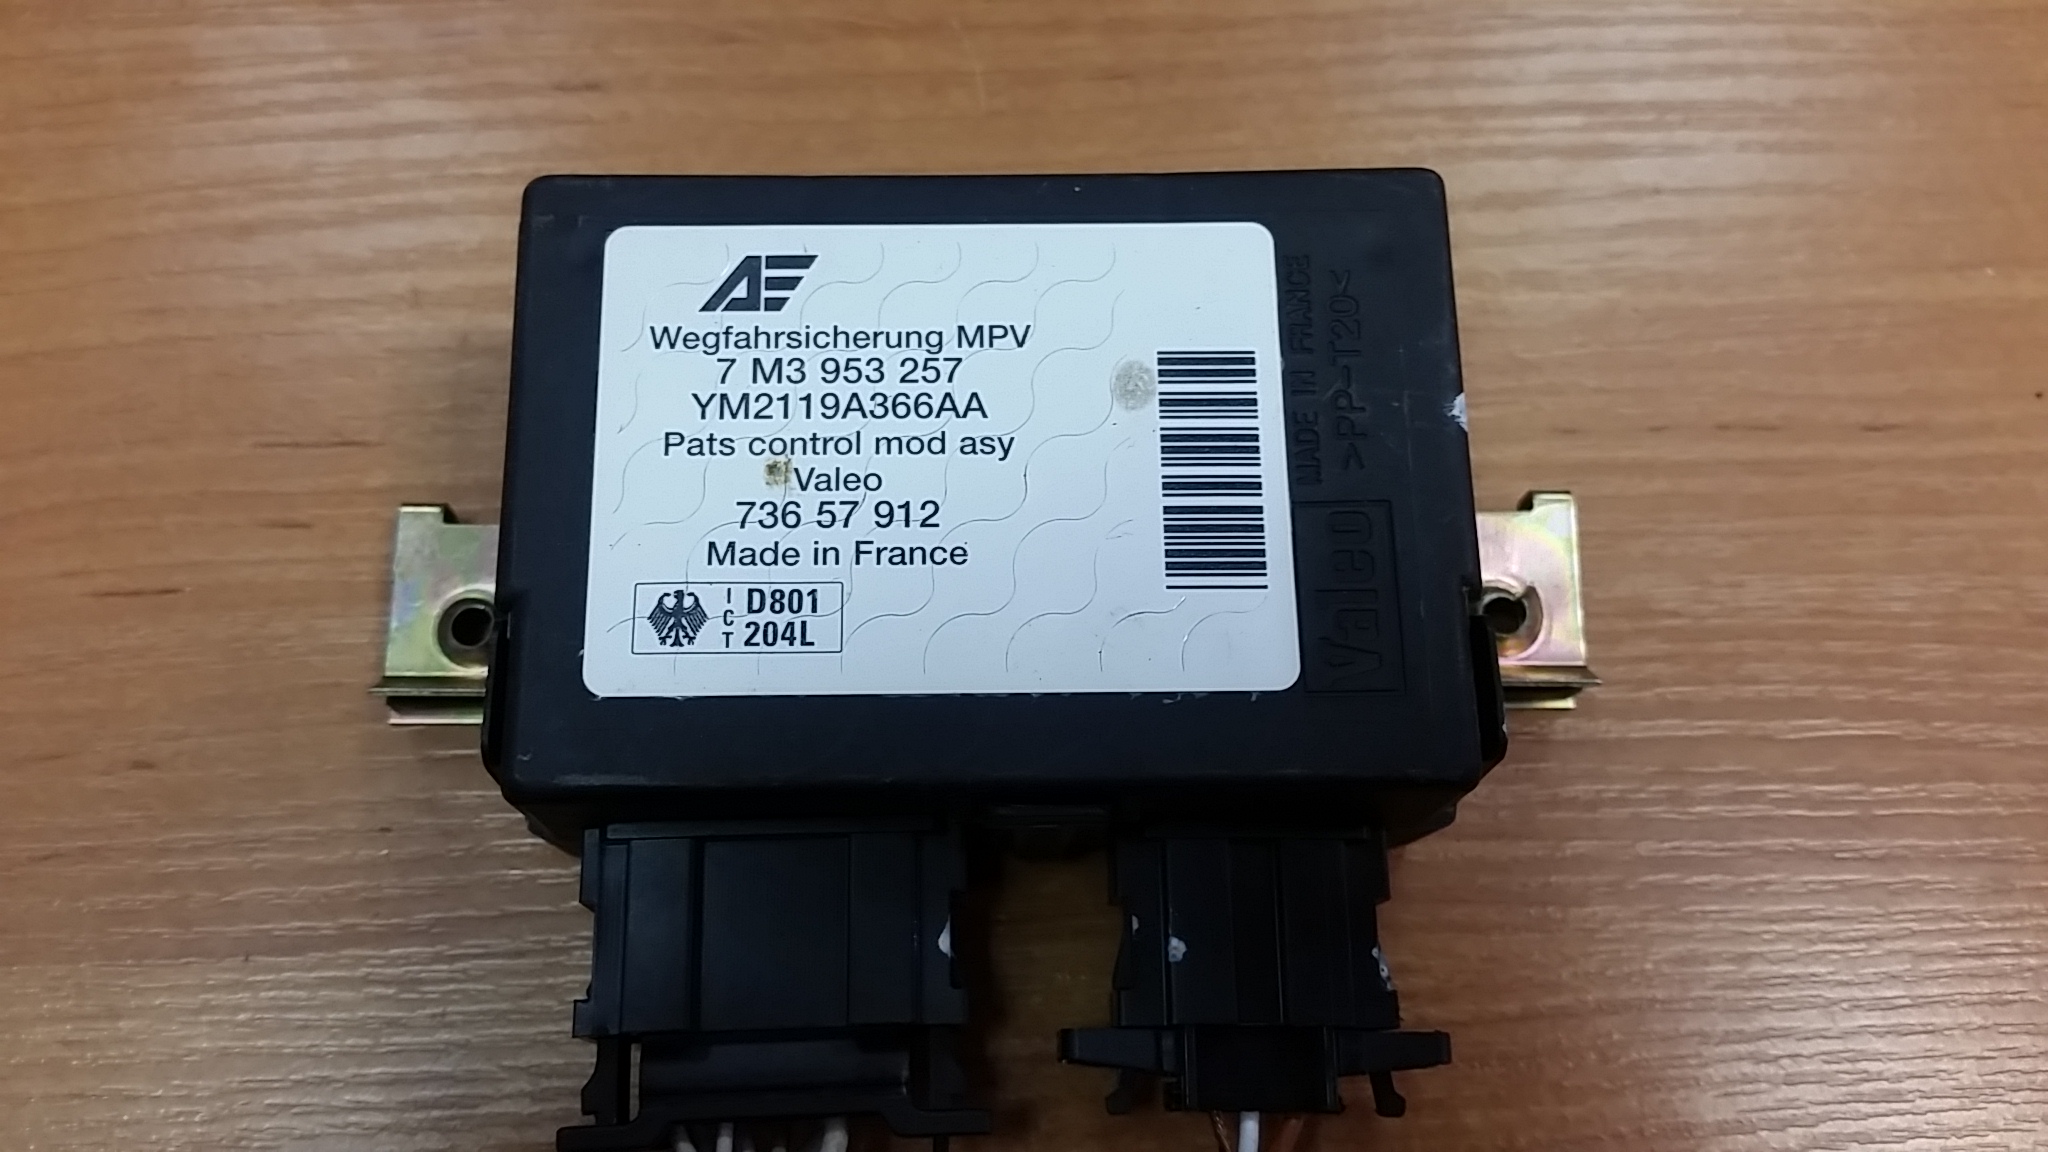 AE
Wegfahrsicherung MPV
7 M3 953 257
YM2119A366AA
Pats control mod asy
Valeo
736 57 912
Made in France
I C T
D801
204L
MADE IN FRANCE
>PP-T20<
Valeo